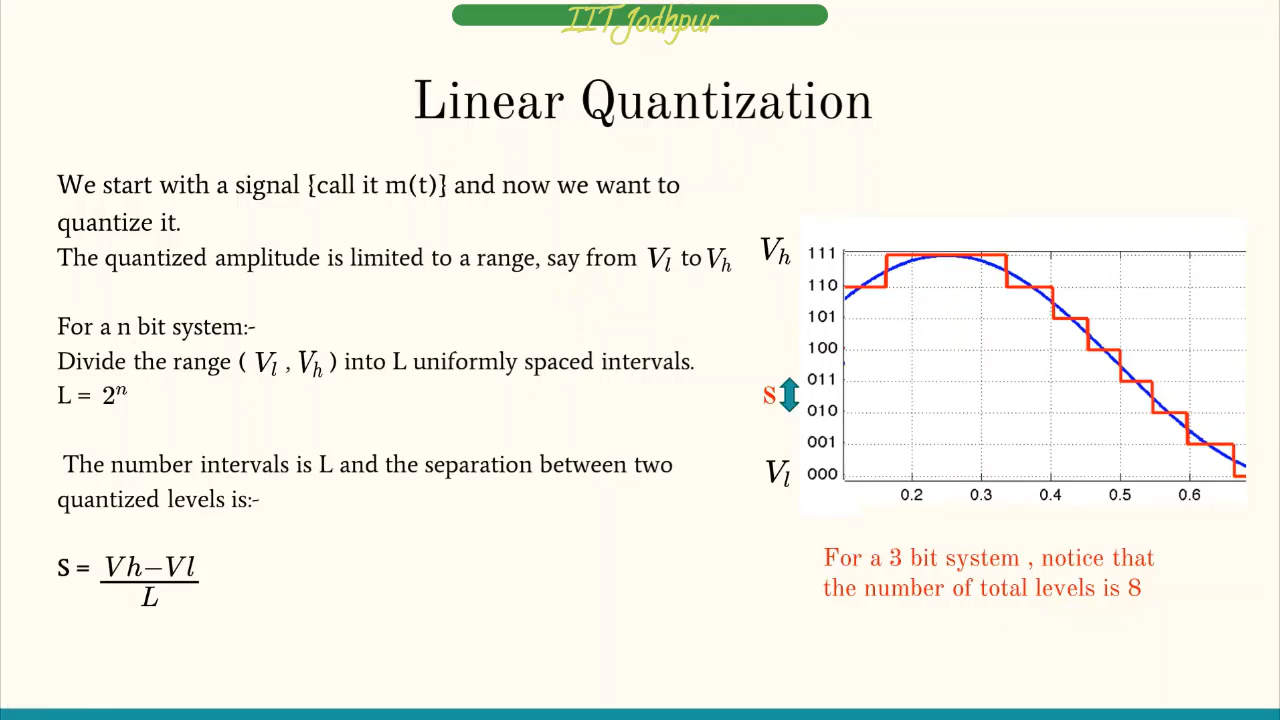 IIT Jodhpur
Linear Quantization
We start with a signal {call it m(t)} and now we want to
quantize it.
The quantized amplitude is limited to a range, say from Vₗ to Vₕ
For a n bit system:-
Divide the range ( Vₗ , Vₕ ) into L uniformly spaced intervals.
L = 2ⁿ
The number intervals is L and the separation between two
quantized levels is:-
S = Vh−Vl
L
Vₕ
111
110
101
100
011
S
010
001
Vₗ
000
0.2 0.3 0.4 0.5 0.6
For a 3 bit system , notice that
the number of total levels is 8